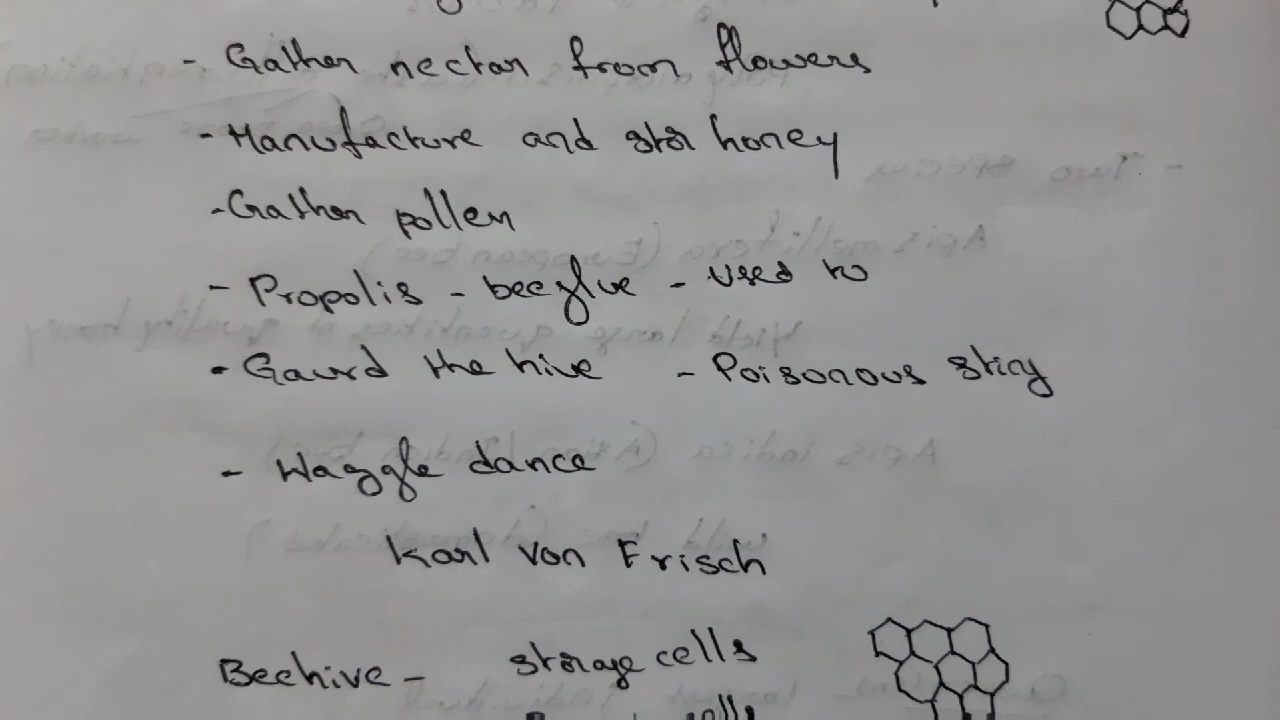 - Gather nectar from flowers
- Manufacture and stor honey
- Gather pollen
- Propolis - beeglue - used to
- Gaurd the hive - Poisonous sting
- Waggle dance
Karl von Frisch
Beehive - storage cells